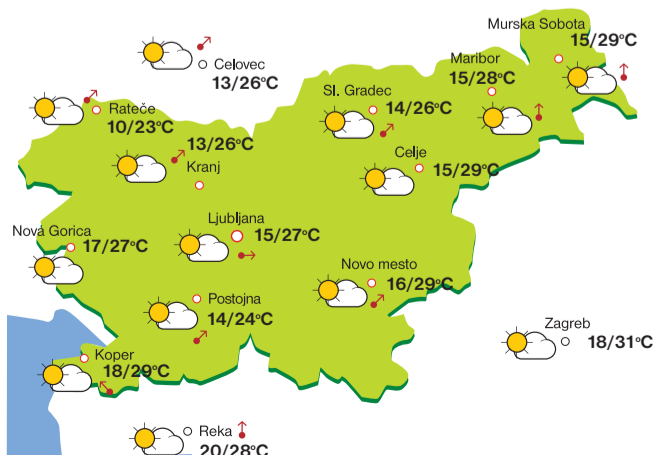 Murska Sobota
15/29°C
Celovec
13/26°C
Maribor
15/28°C
Sl. Gradec
14/26°C
Rateče
10/23°C
13/26°C
Kranj
Celje
15/29°C
Ljubljana
15/27°C
Nova Gorica
17/27°C
Novo mesto
16/29°C
Postojna
14/24°C
Zagreb
18/31°C
Koper
18/29°C
Reka
20/28°C